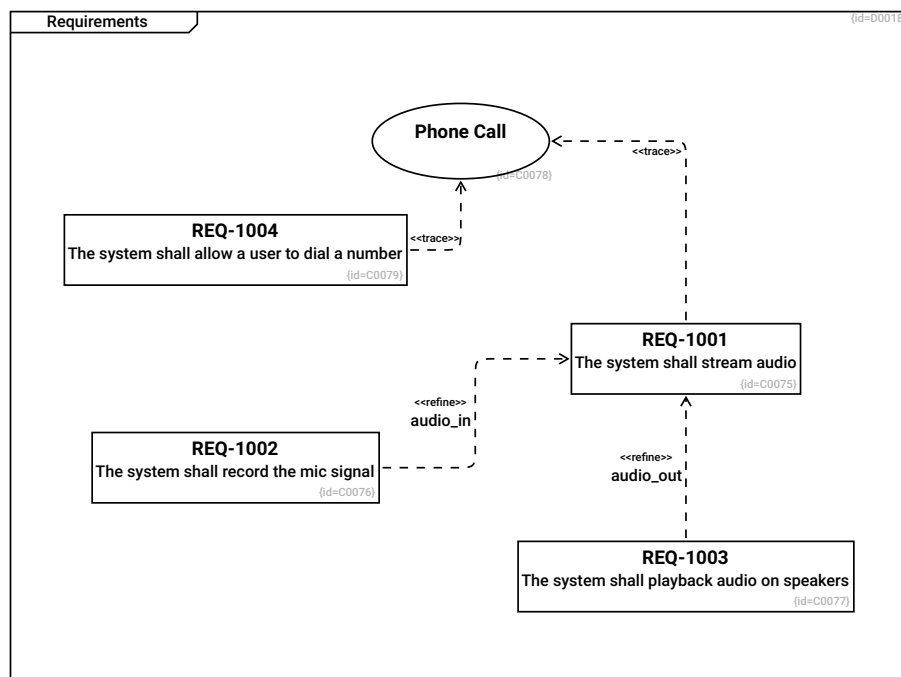 Requirements
{id=D0018
Phone Call
{id=C0078}
<<trace>>
REQ-1004
The system shall allow a user to dial a number
{id=C0079}
<<trace>>
REQ-1001
The system shall stream audio
{id=C0075}
<<refine>>
audio_in
REQ-1002
The system shall record the mic signal
{id=C0076}
<<refine>>
audio_out
REQ-1003
The system shall playback audio on speakers
{id=C0077}